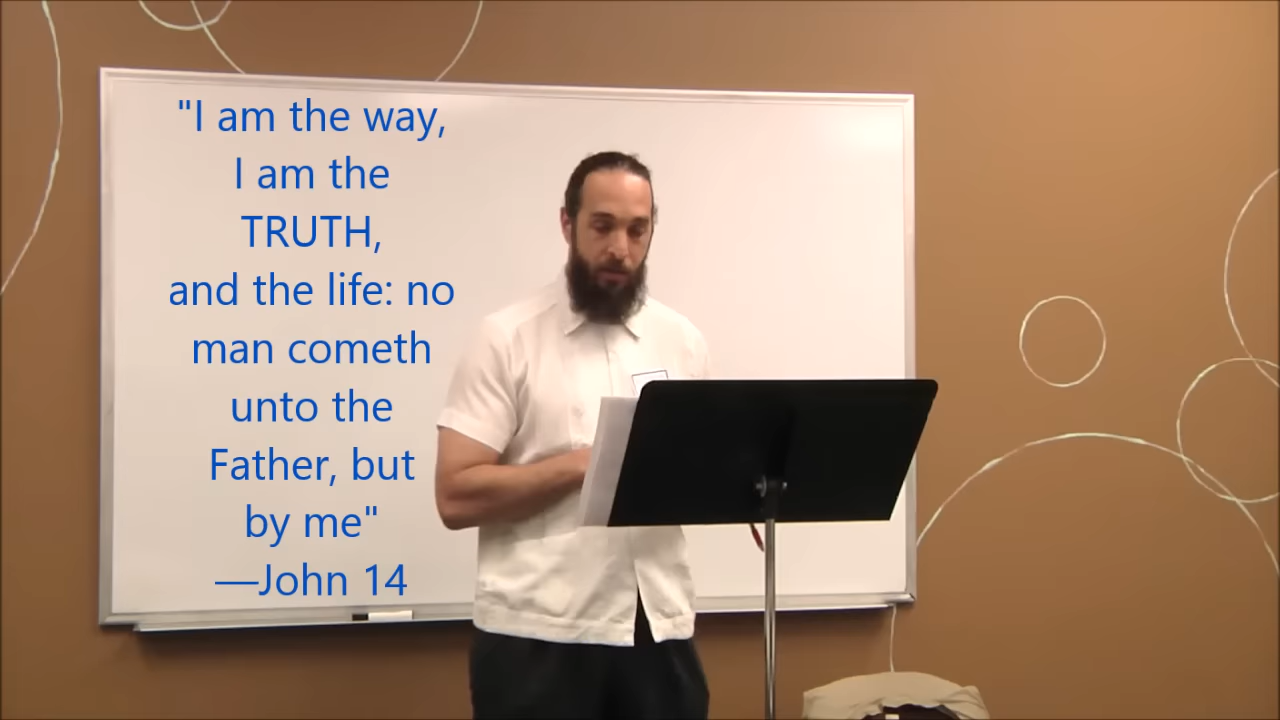 "I am the way,
I am the
TRUTH,
and the life: no
man cometh
unto the
Father, but
by me"
—John 14